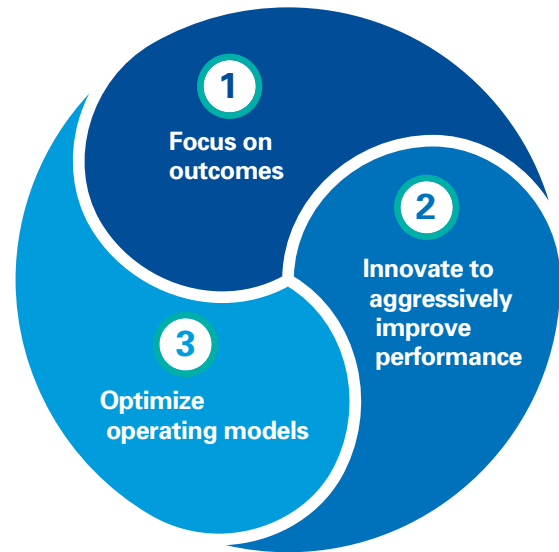 1
Focus on
outcomes
2
Innovate to
aggressively
improve
performance
3
Optimize
operating models